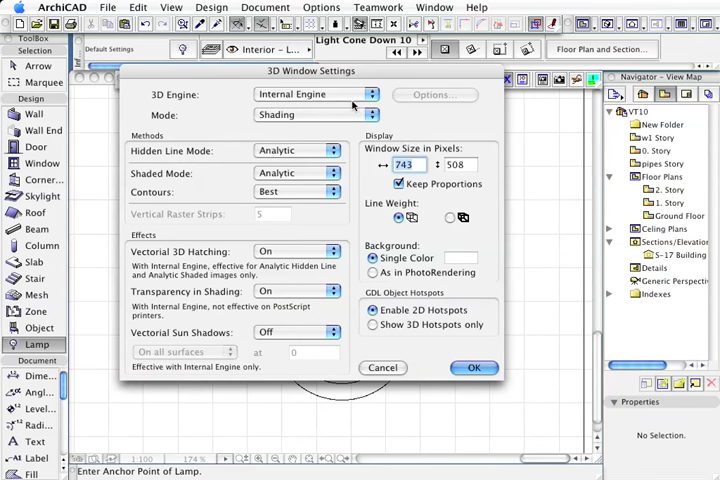 ArchiCAD File Edit View Design Document Options Teamwork Window Help
ToolBox
Selection
Arrow
Marquee
Design
Wall
Wall End
Door
Window
Corner...
Skylight
Roof
Beam
Column
Slab
Stair
Mesh
Zone
Object
Lamp
Document
Dime...
Angl...
Level...
Radi...
Text
Label
Fill
Default Settings
Interior - L...
Light Cone Down 10
Floor Plan and Section...
3D Window Settings
3D Engine: Internal Engine Options...
Mode: Shading
Methods
Hidden Line Mode: Analytic
Shaded Mode: Analytic
Contours: Best
Vertical Raster Strips: 5
Effects
Vectorial 3D Hatching: On
With Internal Engine, effective for Analytic Hidden Line
and Analytic Shaded images only.
Transparency in Shading: On
With Internal Engine, not effective on PostScript
printers.
Vectorial Sun Shadows: Off
On all surfaces at 0
Effective with Internal Engine only.
Display
Window Size in Pixels:
743 508
Keep Proportions
Line Weight:
Background:
Single Color
As in PhotoRendering
GDL Object Hotspots
Enable 2D Hotspots
Show 3D Hotspots only
Cancel OK
Navigator - View Map
VT10
New Folder
w1 Story
0. Story
pipes Story
Floor Plans
2. Story
1. Story
Ground Floor
Ceiling Plans
Sections/Elevation
S-17 Building
Details
Generic Perspectiv
Indexes
Properties
No Selection.
1:100 174 %
Enter Anchor Point of Lamp.